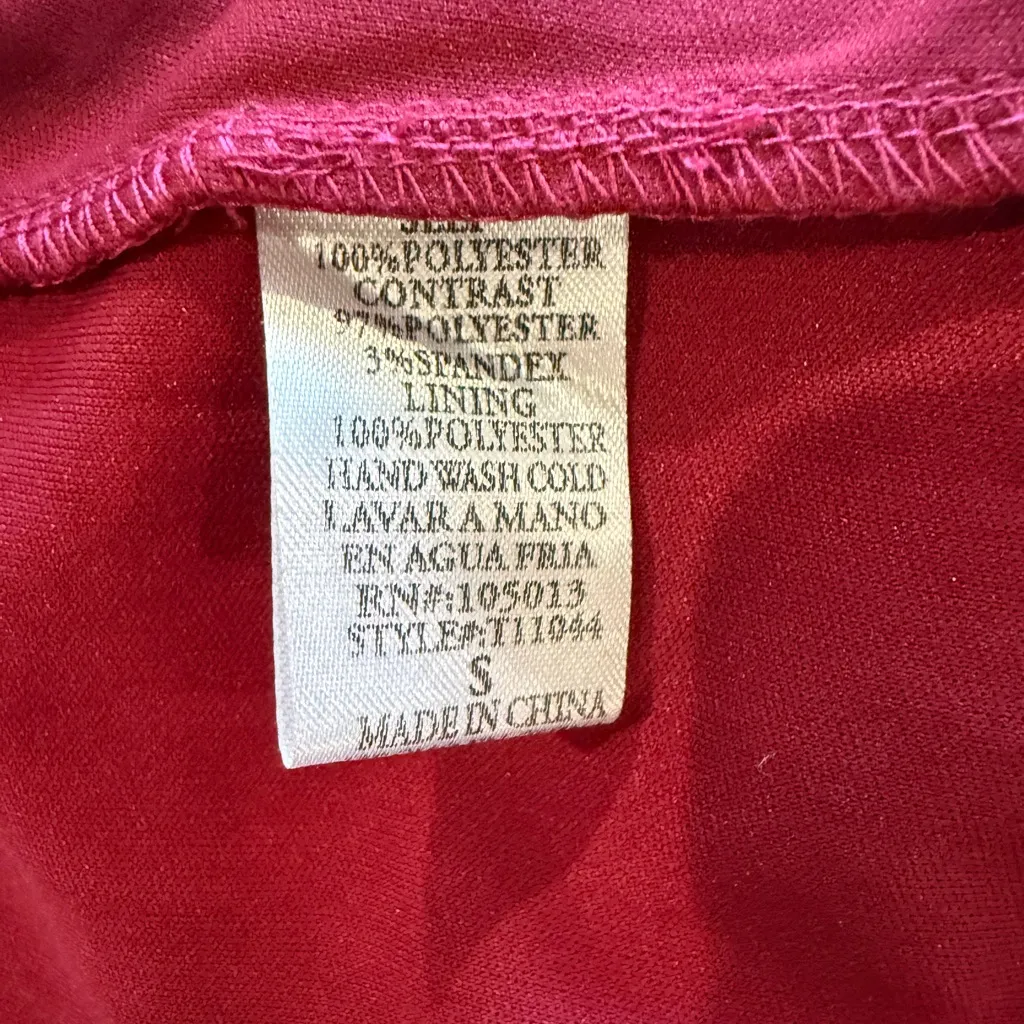 SELF
100%POLYESTER
CONTRAST
97%POLYESTER
3%SPANDEX
LINING
100%POLYESTER
HAND WASH COLD
LAVAR A MANO
EN AGUA FRIA
RN#:105013
STYLE#:T11044
S
MADE IN CHINA